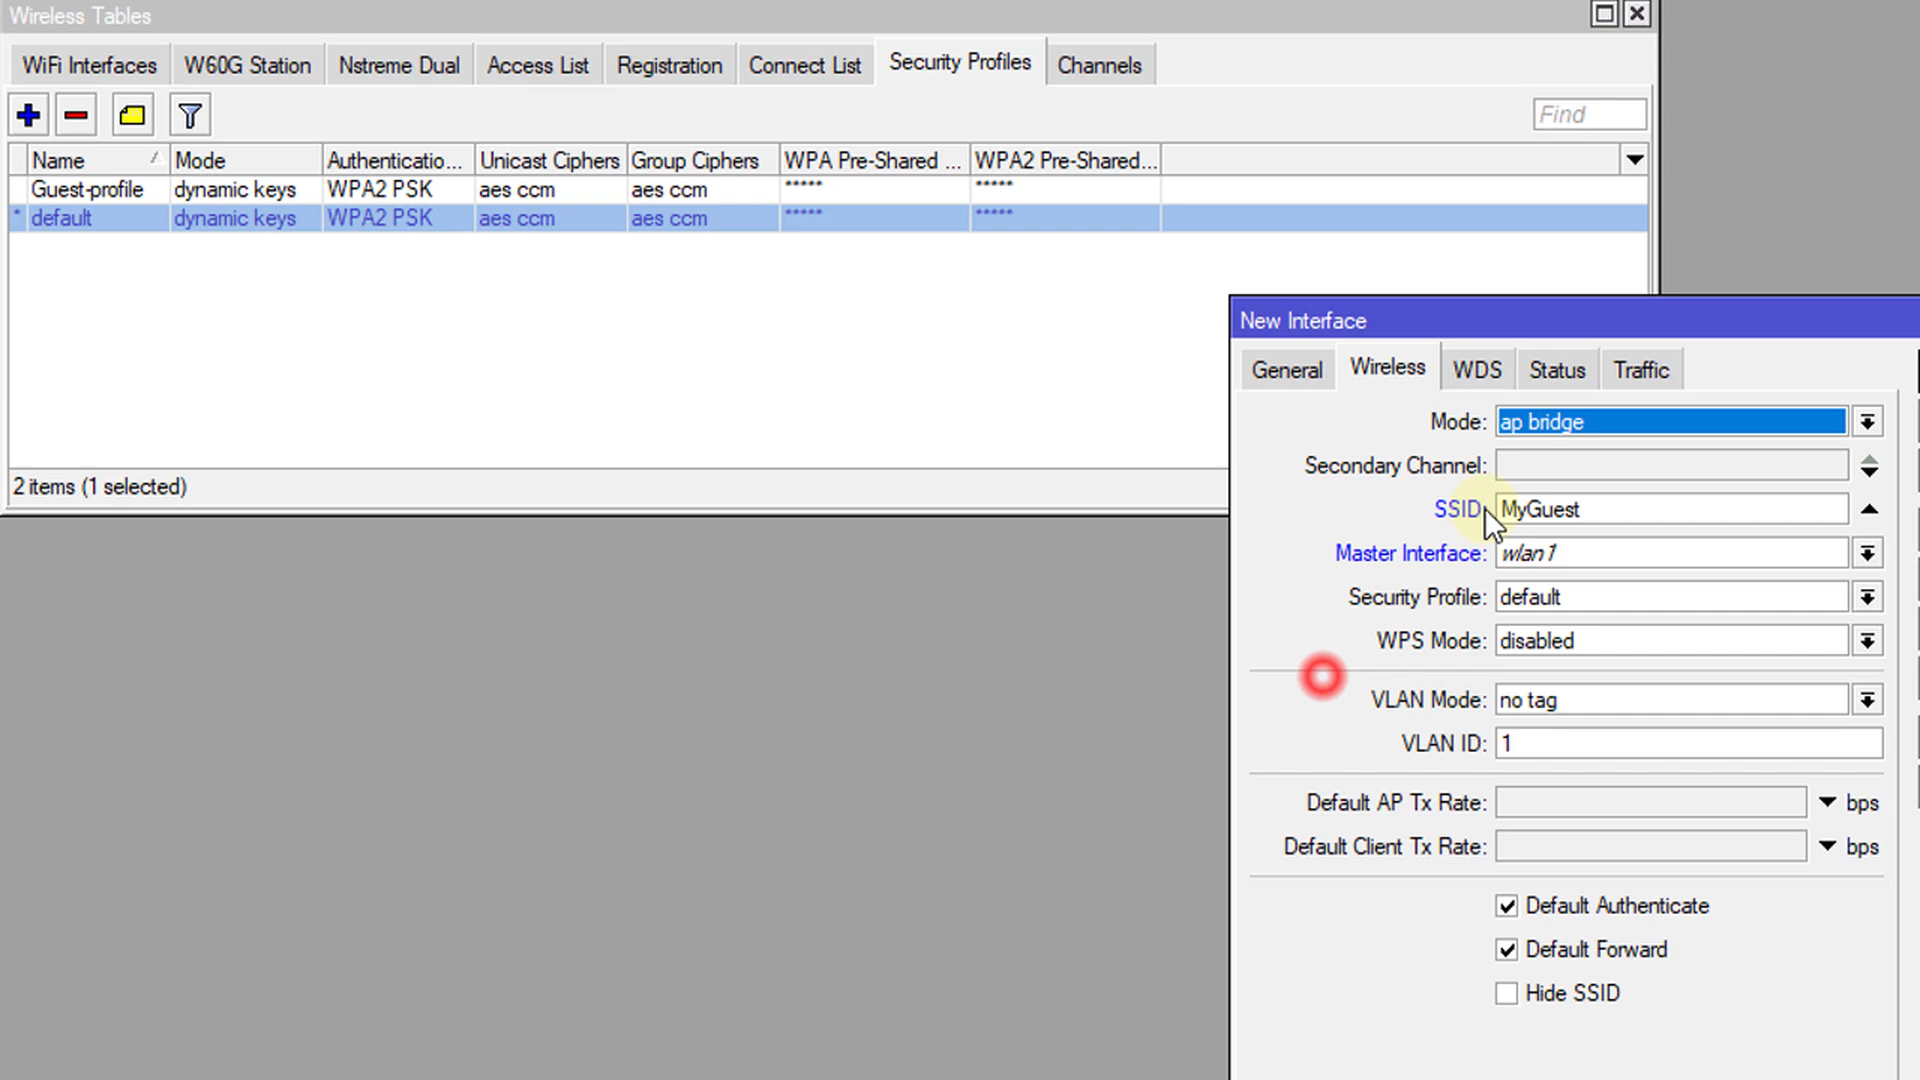 Wireless Tables
WiFi Interfaces W60G Station Nstreme Dual Access List Registration Connect List Security Profiles Channels
Find
Name Mode Authenticatio... Unicast Ciphers Group Ciphers WPA Pre-Shared ... WPA2 Pre-Shared...
Guest-profile dynamic keys WPA2 PSK aes ccm aes ccm ***** *****
* default dynamic keys WPA2 PSK aes ccm aes ccm ***** *****
2 items (1 selected)
New Interface
General Wireless WDS Status Traffic
Mode: ap bridge
Secondary Channel:
SSID: MyGuest
Master Interface: wlan1
Security Profile: default
WPS Mode: disabled
VLAN Mode: no tag
VLAN ID: 1
Default AP Tx Rate: bps
Default Client Tx Rate: bps
Default Authenticate
Default Forward
Hide SSID